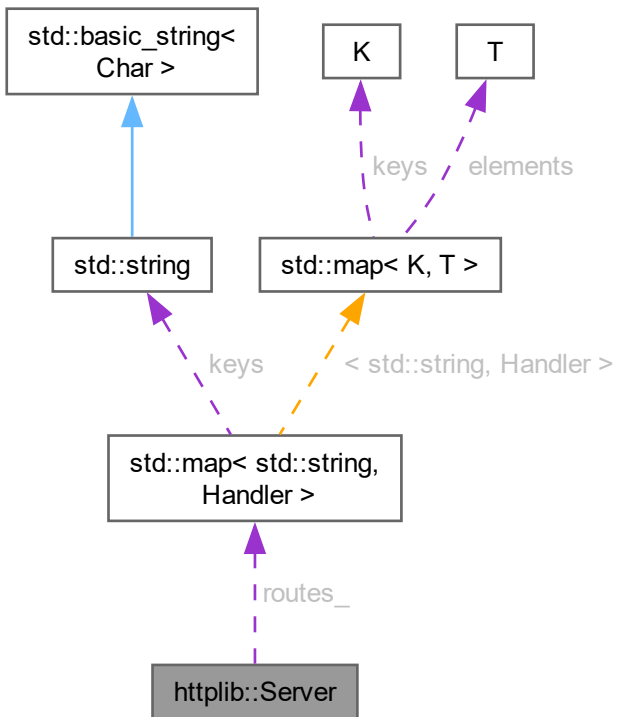 std::basic_string<
Char >
K
T
keys
elements
std::string
std::map< K, T >
keys
< std::string, Handler >
std::map< std::string,
Handler >
routes_
httplib::Server